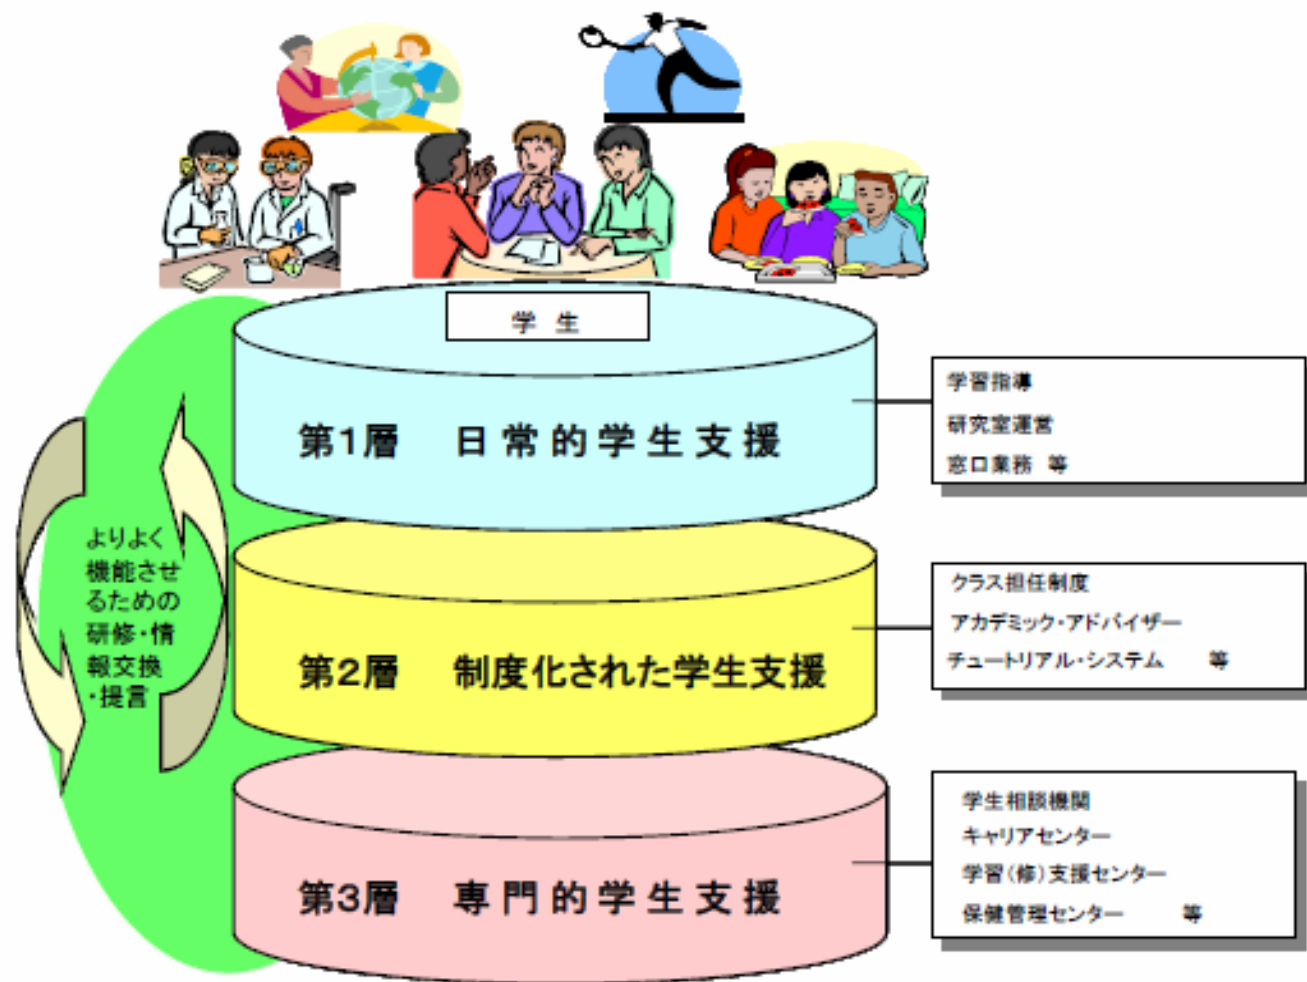 学 生
第1層 日常的学生支援
学習指導
研究室運営
窓口業務 等
よりよく
機能させ
るための
研修・情
報交換
・提言
第2層 制度化された学生支援
クラス担任制度
アカデミック・アドバイザー
チュートリアル・システム 等
第3層 専門的学生支援
学生相談機関
キャリアセンター
学習(修)支援センター
保健管理センター 等